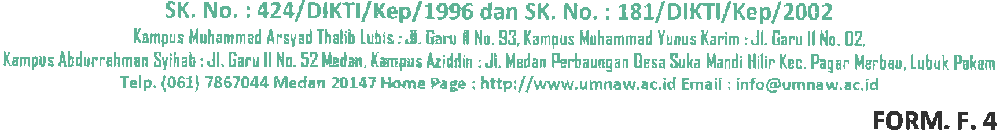 SK. No. : 424/DIKTI/Kep/1996 dan SK. No. : 181/DIKTI/Kep/2002
Kampus Muhammad Arsyad Thalib Lubis : Jl. Garu II No. 93, Kampus Muhammad Yunus Karim : Jl. Garu II No. 02,
Kampus Abdurrahman Syihab : Jl. Garu II No. 52 Medan, Kampus Aziddin : Jl. Medan Perbaungan Desa Suka Mandi Hilir Kec. Pagar Merbau, Lubuk Pakam
Telp. (061) 7867044 Medan 20147 Home Page : http://www.umnaw.ac.id Email : info@umnaw.ac.id
FORM. F. 4